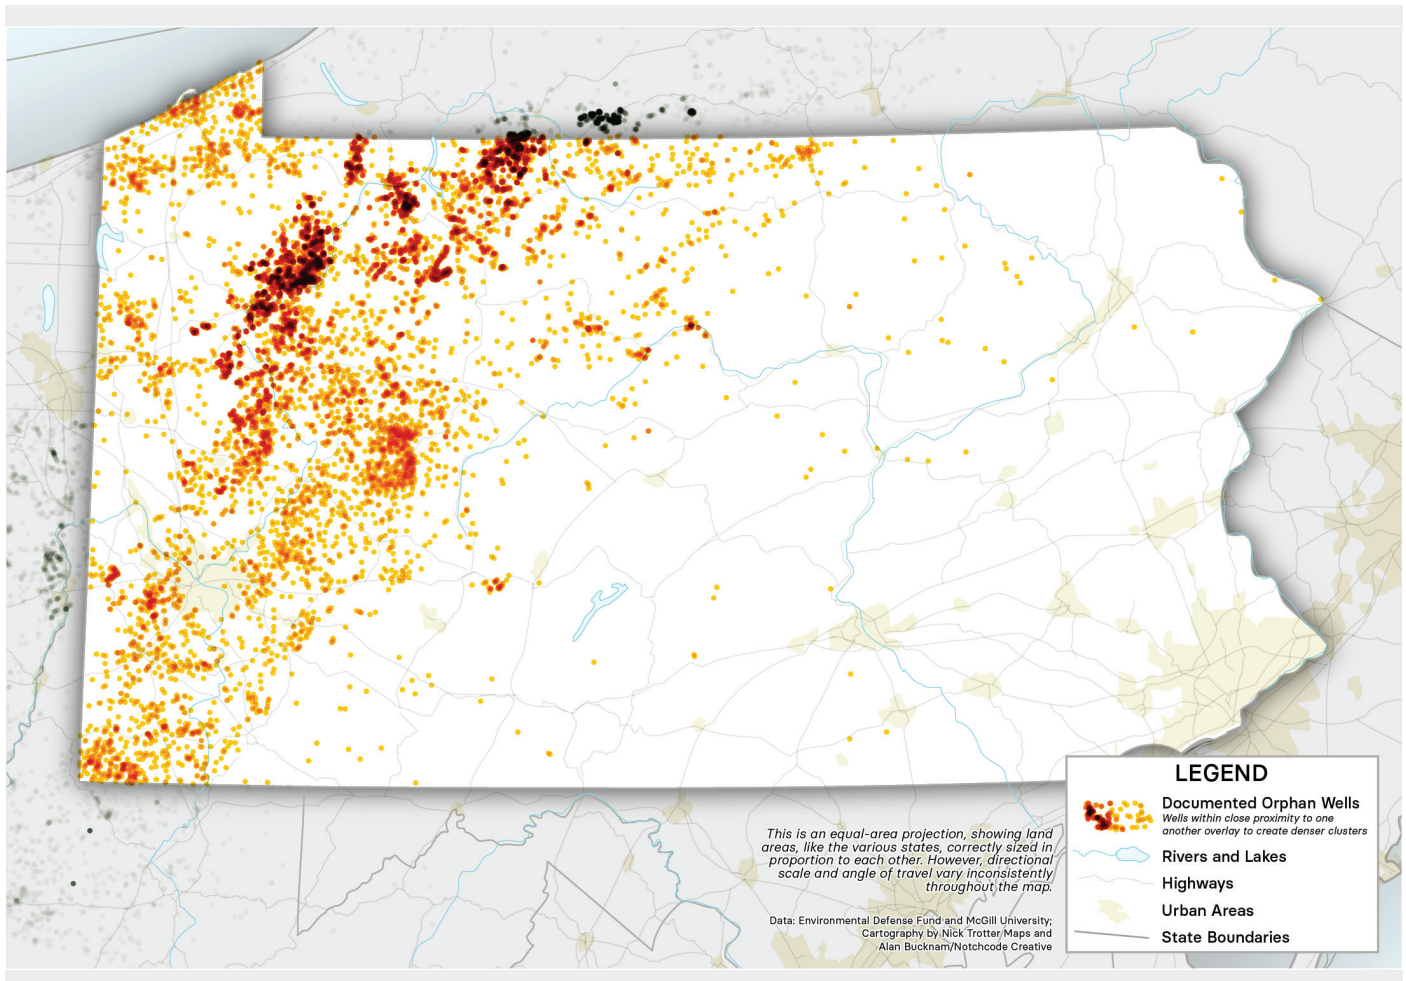 LEGEND
Documented Orphan Wells
Wells within close proximity to one
another overlay to create denser clusters
Rivers and Lakes
Highways
Urban Areas
State Boundaries
This is an equal-area projection, showing land
areas, like the various states, correctly sized in
proportion to each other. However, directional
scale and angle of travel vary inconsistently
throughout the map.
Data: Environmental Defense Fund and McGill University;
Cartography by Nick Trotter Maps and
Alan Bucknam/Notchcode Creative